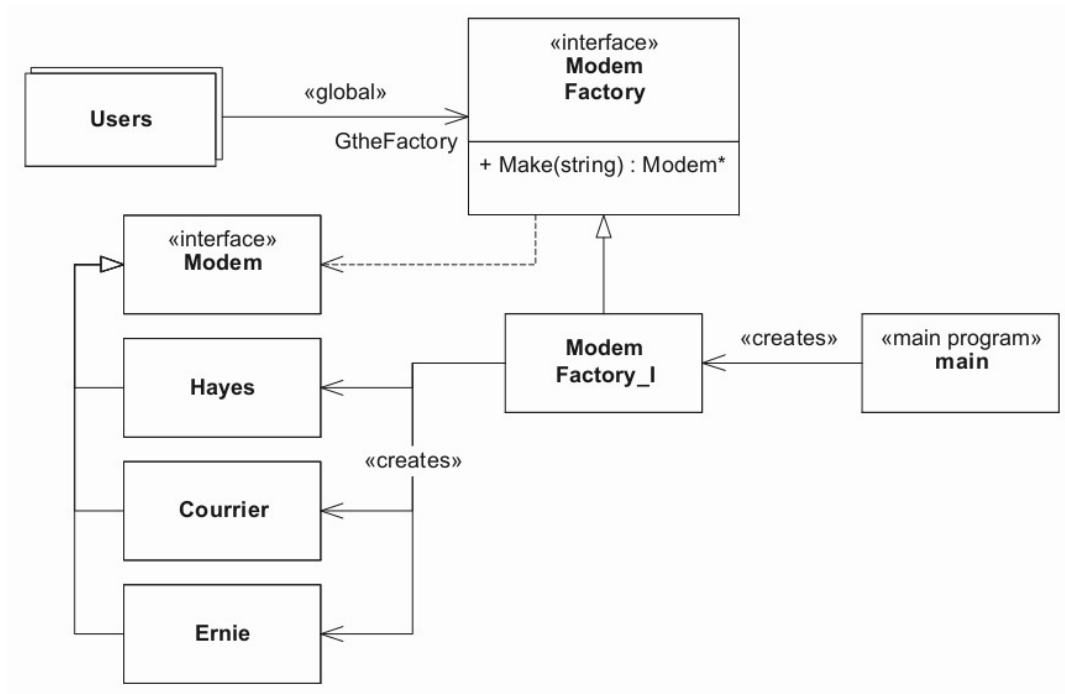 «interface»
Modem
Factory
«global»
Users
GtheFactory
+ Make(string) : Modem*
«interface»
Modem
«creates»
«main program»
main
Modem
Factory_I
Hayes
«creates»
Courrier
Ernie